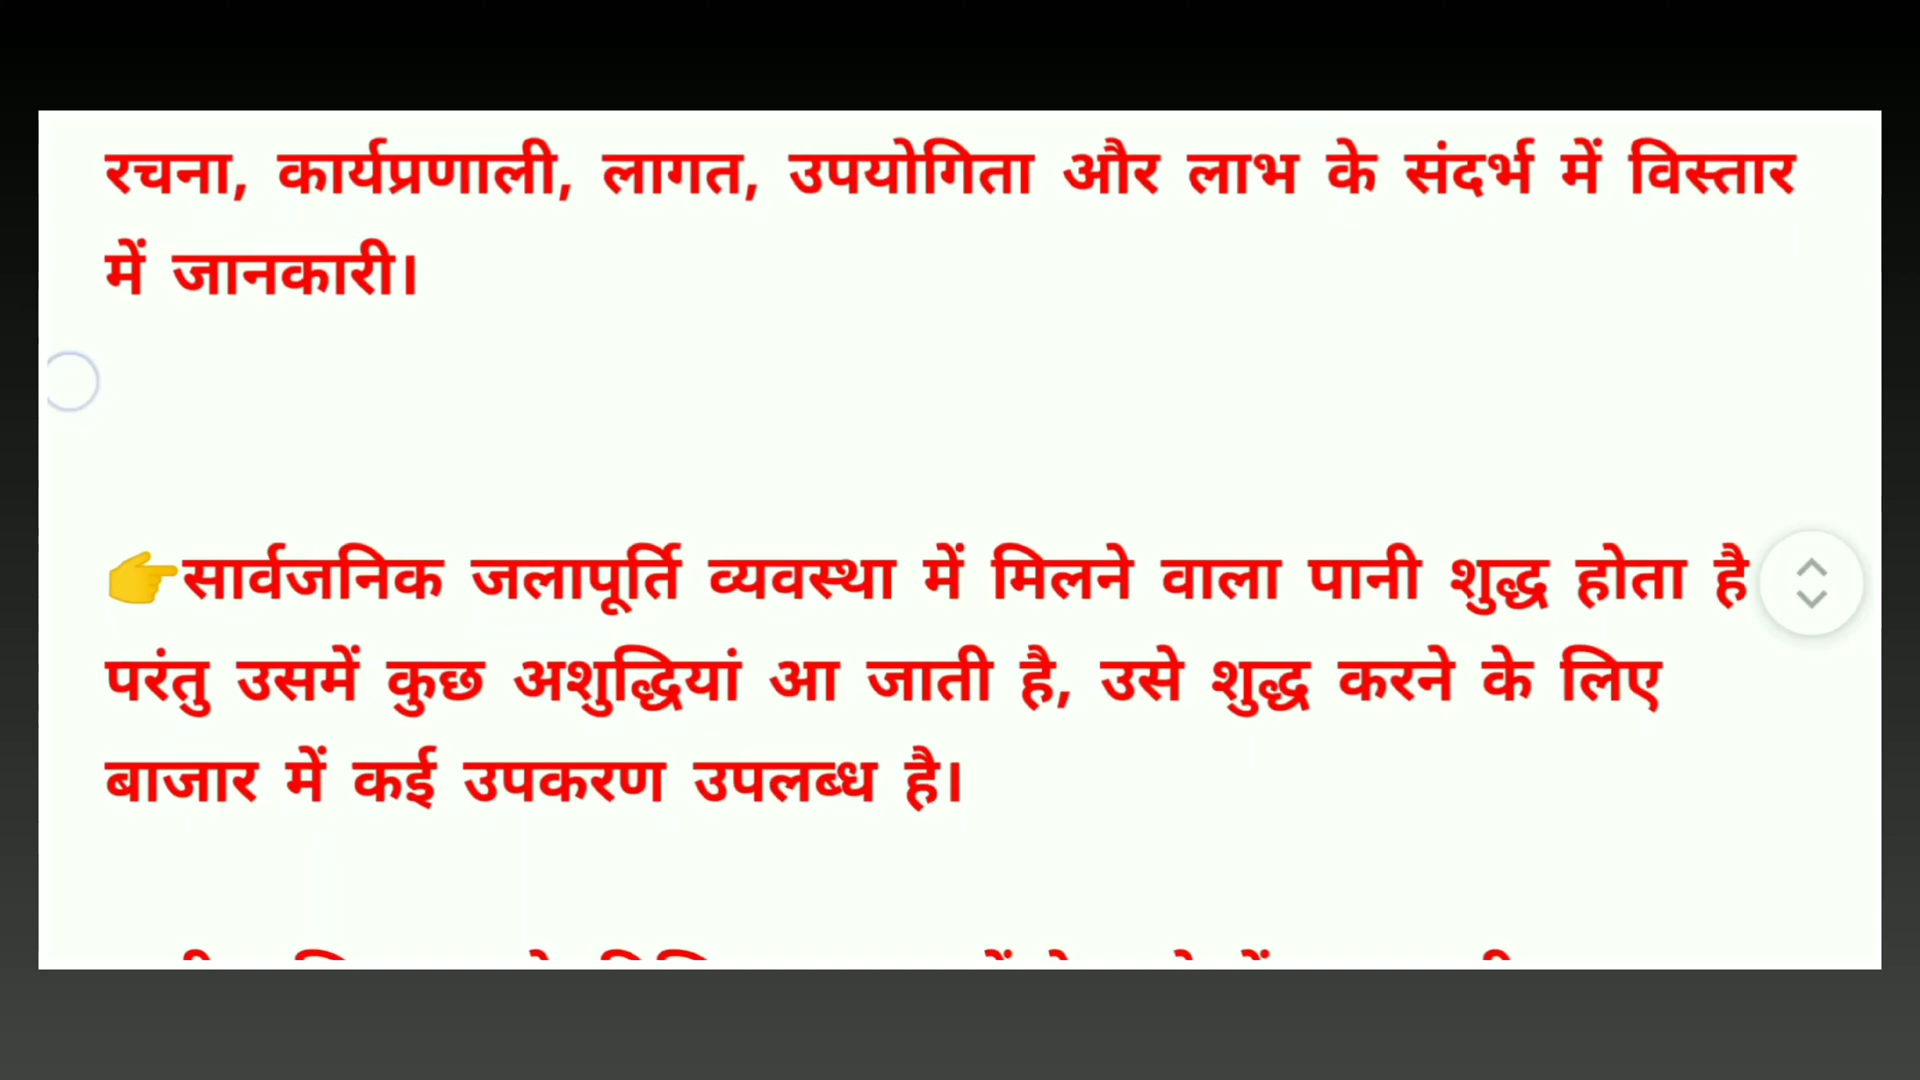 रचना, कार्यप्रणाली, लागत, उपयोगिता और लाभ के संदर्भ में विस्तार
में जानकारी।
👉सार्वजनिक जलापूर्ति व्यवस्था में मिलने वाला पानी शुद्ध होता है
परंतु उसमें कुछ अशुद्धियां आ जाती है, उसे शुद्ध करने के लिए
बाजार में कई उपकरण उपलब्ध है।